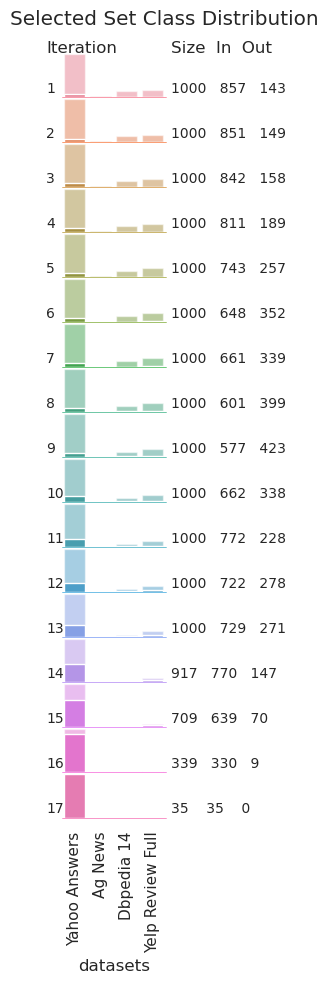 Selected Set Class Distribution
Iteration Size In Out
1 1000 857 143
2 1000 851 149
3 1000 842 158
4 1000 811 189
5 1000 743 257
6 1000 648 352
7 1000 661 339
8 1000 601 399
9 1000 577 423
10 1000 662 338
11 1000 772 228
12 1000 722 278
13 1000 729 271
14 917 770 147
15 709 639 70
16 339 330 9
17 35 35 0
Yahoo Answers
Ag News
Dbpedia 14
Yelp Review Full
datasets